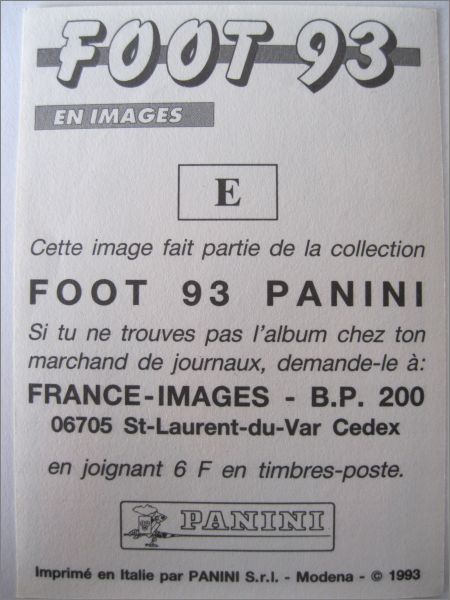 FOOT 93
EN IMAGES
E
Cette image fait partie de la collection
FOOT 93 PANINI
Si tu ne trouves pas l'album chez ton
marchand de journaux, demande-le à:
FRANCE-IMAGES - B.P. 200
06705 St-Laurent-du-Var Cedex
en joignant 6 F en timbres-poste.
PANINI
Imprimé en Italie par PANINI S.r.l. - Modena - © 1993